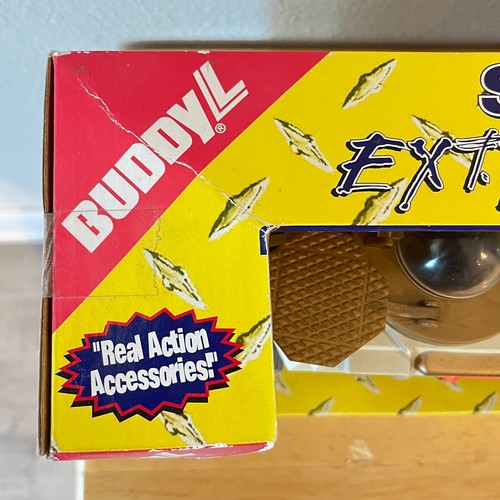 BUDDY L®
"Real Action
Accessories!"